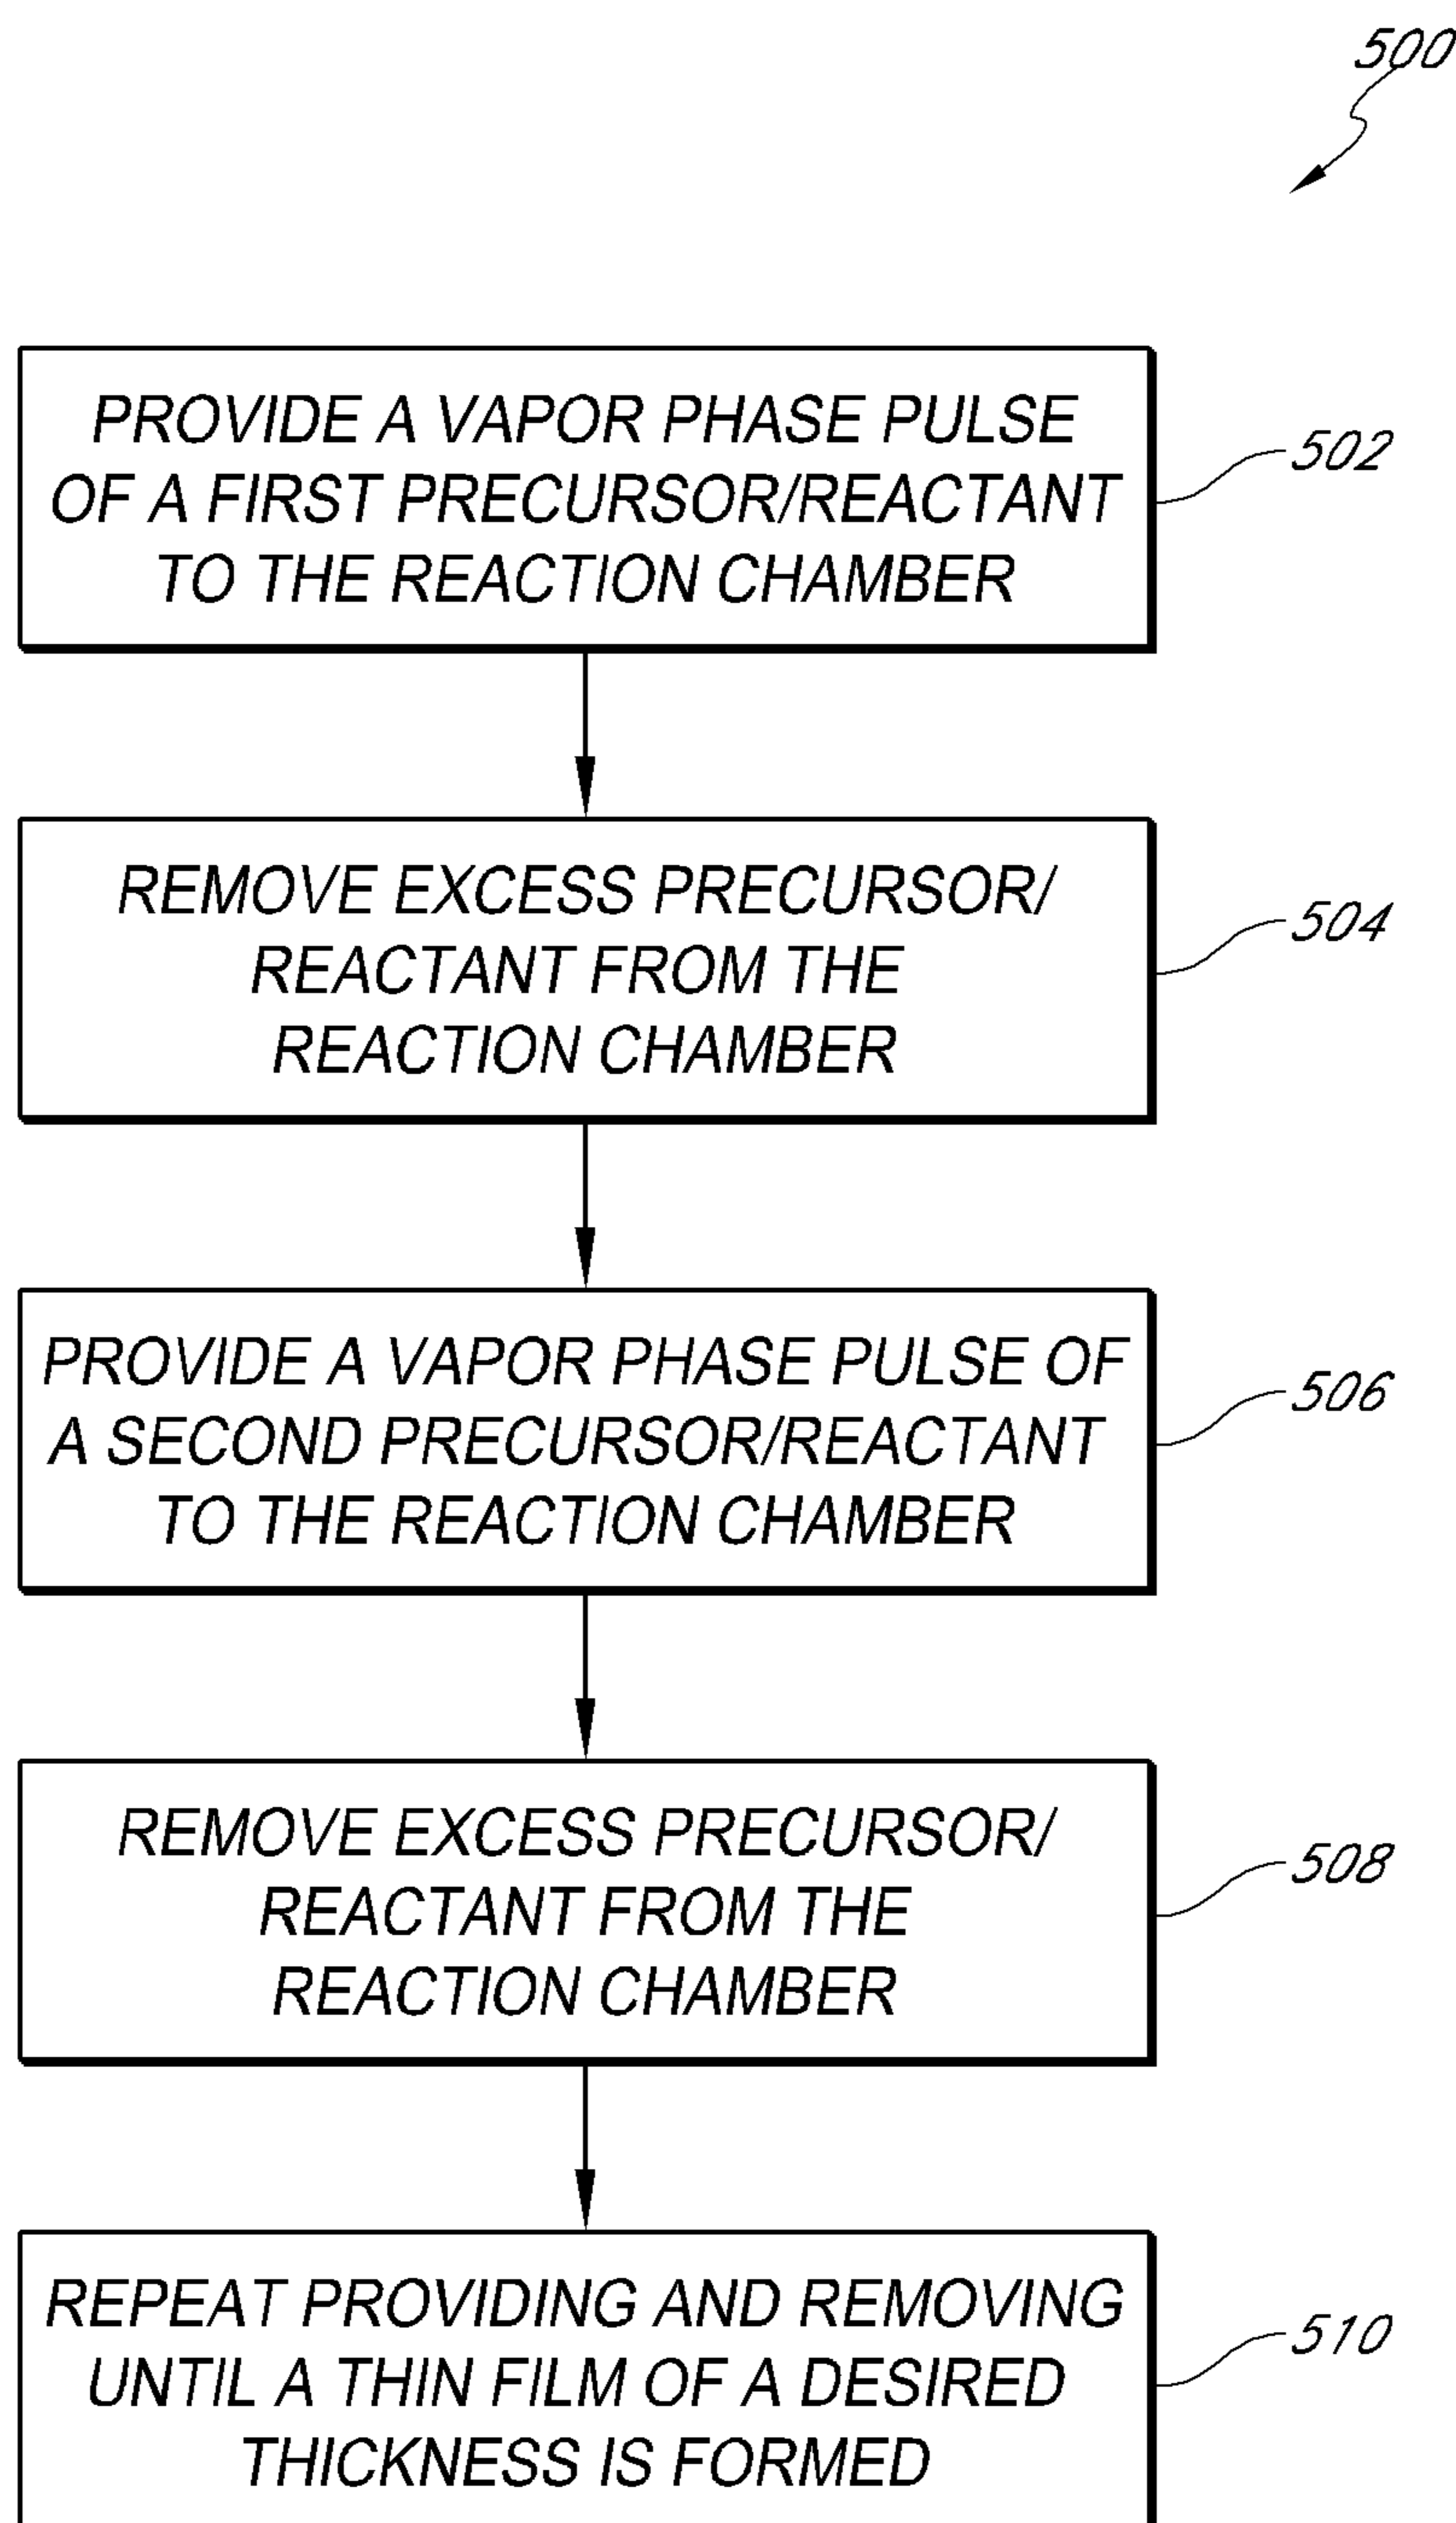 500
PROVIDE A VAPOR PHASE PULSE
OF A FIRST PRECURSOR/REACTANT
TO THE REACTION CHAMBER
502
REMOVE EXCESS PRECURSOR/
REACTANT FROM THE
REACTION CHAMBER
504
PROVIDE A VAPOR PHASE PULSE OF
A SECOND PRECURSOR/REACTANT
TO THE REACTION CHAMBER
506
REMOVE EXCESS PRECURSOR/
REACTANT FROM THE
REACTION CHAMBER
508
REPEAT PROVIDING AND REMOVING
UNTIL A THIN FILM OF A DESIRED
THICKNESS IS FORMED
510